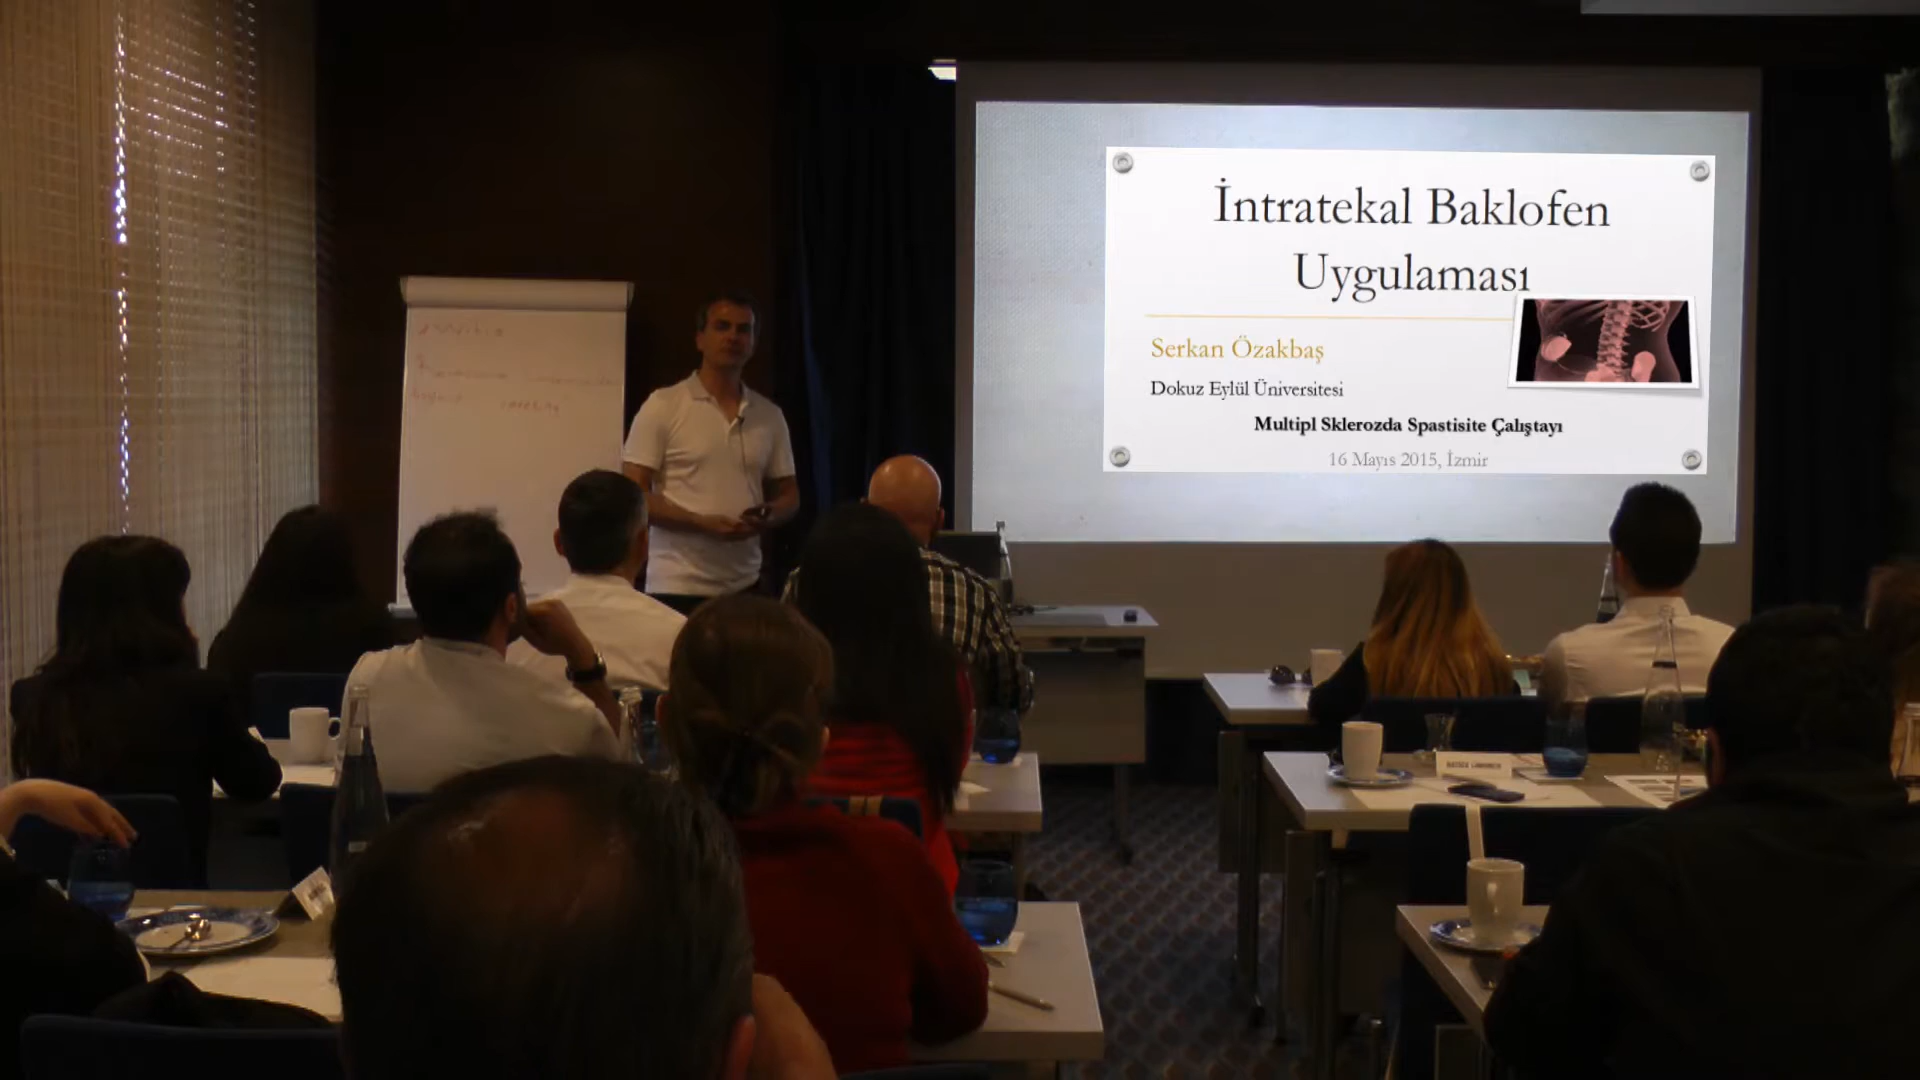 İntratekal Baklofen
Uygulaması
Serkan Özakbaş
Dokuz Eylül Üniversitesi
Multipl Sklerozda Spastisite Çalıştayı
16 Mayıs 2015, İzmir